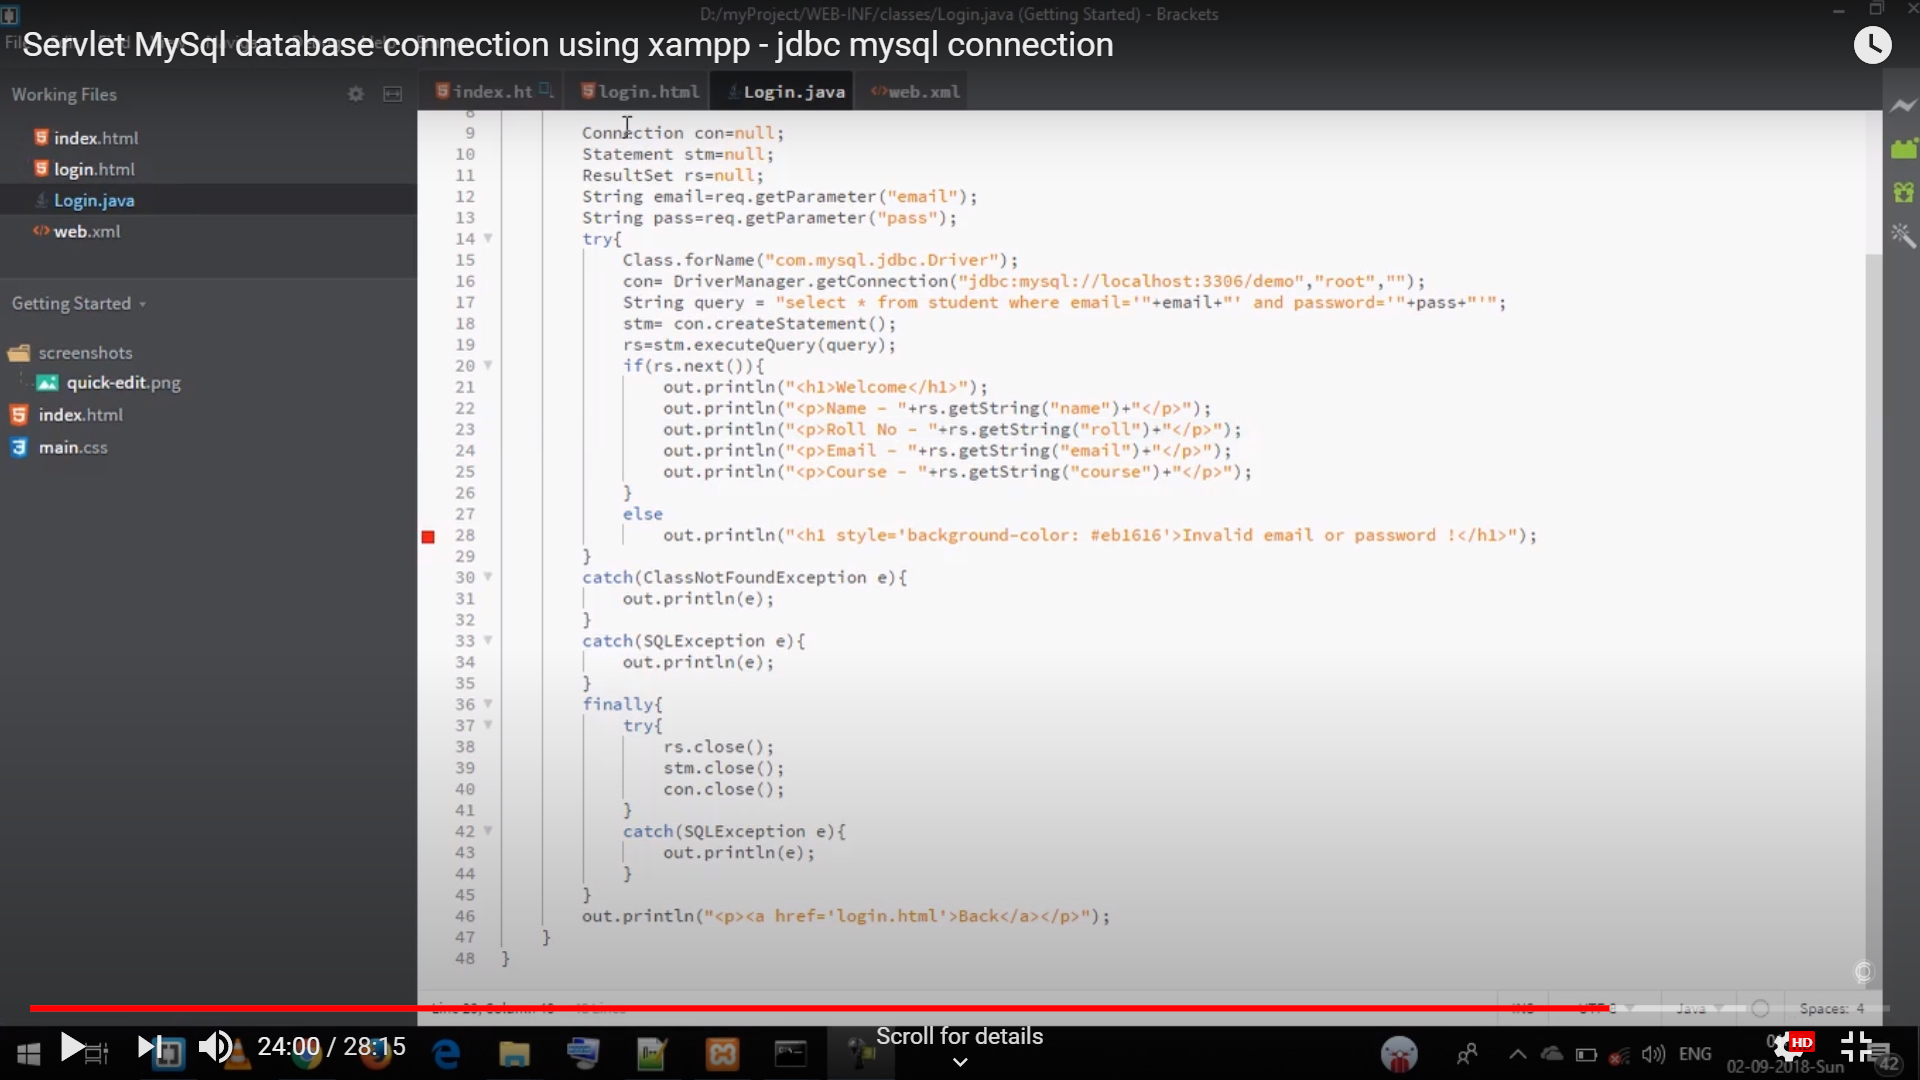 D:/myProject/WEB-INF/classes/Login.java (Getting Started) - Brackets
Servlet MySql database connection using xampp - jdbc mysql connection
Working Files
index.html
login.html
Login.java
web.xml
Getting Started
screenshots
quick-edit.png
index.html
main.css
index.ht
login.html
Login.java
web.xml
8
9 Connection con=null;
10 Statement stm=null;
11 ResultSet rs=null;
12 String email=req.getParameter("email");
13 String pass=req.getParameter("pass");
14 try{
15 Class.forName("com.mysql.jdbc.Driver");
16 con= DriverManager.getConnection("jdbc:mysql://localhost:3306/demo","root","");
17 String query = "select * from student where email='"+email+"' and password='"+pass+"'";
18 stm= con.createStatement();
19 rs=stm.executeQuery(query);
20 if(rs.next()){
21 out.println("<h1>Welcome</h1>");
22 out.println("<p>Name - "+rs.getString("name")+"</p>");
23 out.println("<p>Roll No - "+rs.getString("roll")+"</p>");
24 out.println("<p>Email - "+rs.getString("email")+"</p>");
25 out.println("<p>Course - "+rs.getString("course")+"</p>");
26 }
27 else
28 out.println("<h1 style='background-color: #eb1616'>Invalid email or password !</h1>");
29 }
30 catch(ClassNotFoundException e){
31 out.println(e);
32 }
33 catch(SQLException e){
34 out.println(e);
35 }
36 finally{
37 try{
38 rs.close();
39 stm.close();
40 con.close();
41 }
42 catch(SQLException e){
43 out.println(e);
44 }
45 }
46 out.println("<p><a href='login.html'>Back</a></p>");
47 }
48 }
INS UTF-8 Java Spaces: 4
24:00 / 28:15
Scroll for details
ENG
HD
02-09-2018-Sun
42